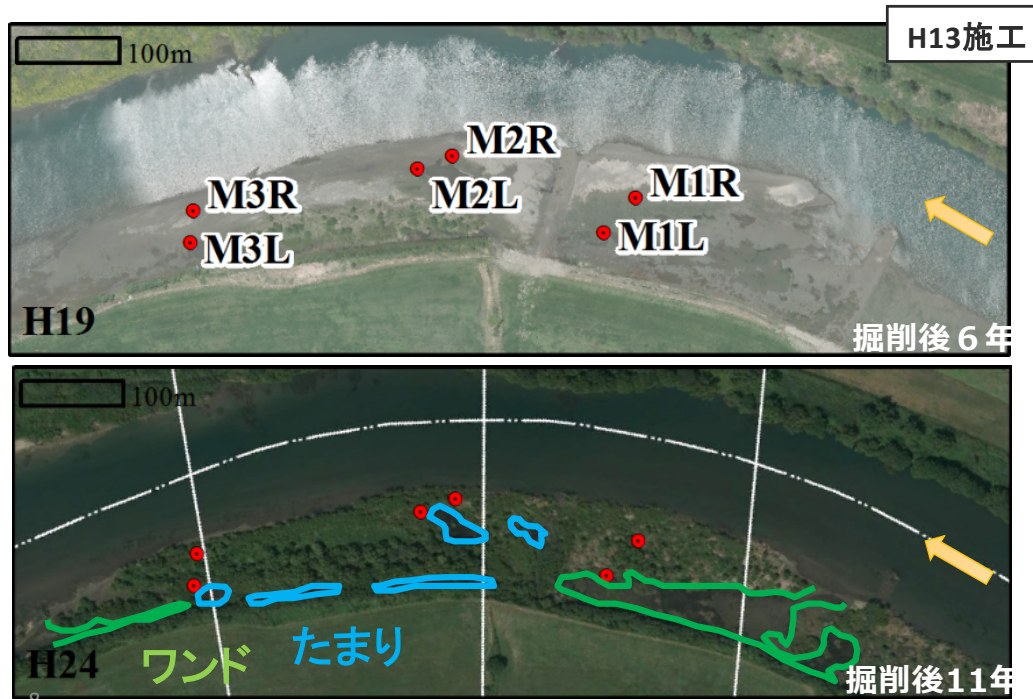 H13施工
100m
M2R
M2L
M1R
M3R
M1L
M3L
H19
掘削後６年
100m
たまり
ワンド
H24
掘削後11年
8